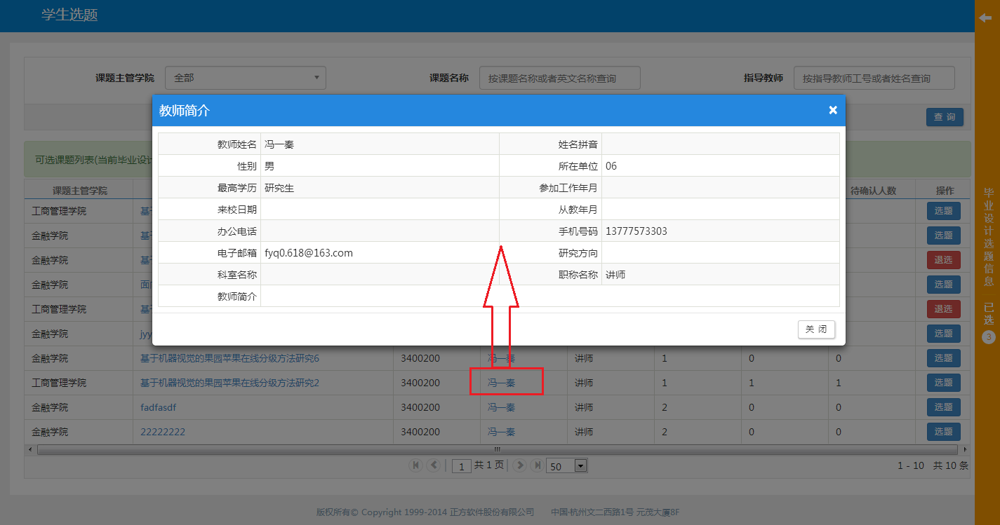 学生选题
课题主管学院 全部 课题名称 按课题名称或者英文名称查询 指导教师 按指导教师工号或者姓名查询
查 询
教师简介 ×
教师姓名 冯一秦 姓名拼音
性别 男 所在单位 06
最高学历 研究生 参加工作年月
来校日期 从教年月
办公电话 手机号码 13777573303
电子邮箱 fyq0.618@163.com 研究方向
科室名称 职称名称 讲师
教师简介
关 闭
可选课题列表(当前毕业设计
课题主管学院 待确认人数 操作
工商管理学院 基于 选题
金融学院 基于 选题
金融学院 基于 退选
金融学院 面向 选题
工商管理学院 基于 退选
金融学院 jyy 选题
金融学院 基于机器视觉的果园苹果在线分级方法研究6 3400200 冯一秦 讲师 1 0 0 选题
工商管理学院 基于机器视觉的果园苹果在线分级方法研究2 3400200 冯一秦 讲师 1 1 1 选题
金融学院 fadfasdf 3400200 冯一秦 讲师 2 0 0 选题
金融学院 22222222 3400200 冯一秦 讲师 2 0 0 选题
1 共 1 页 50 1 - 10 共 10 条
版权所有© Copyright 1999-2014 正方软件股份有限公司 中国·杭州文二西路1号 元茂大厦8F
毕业设计选题信息
已选
3